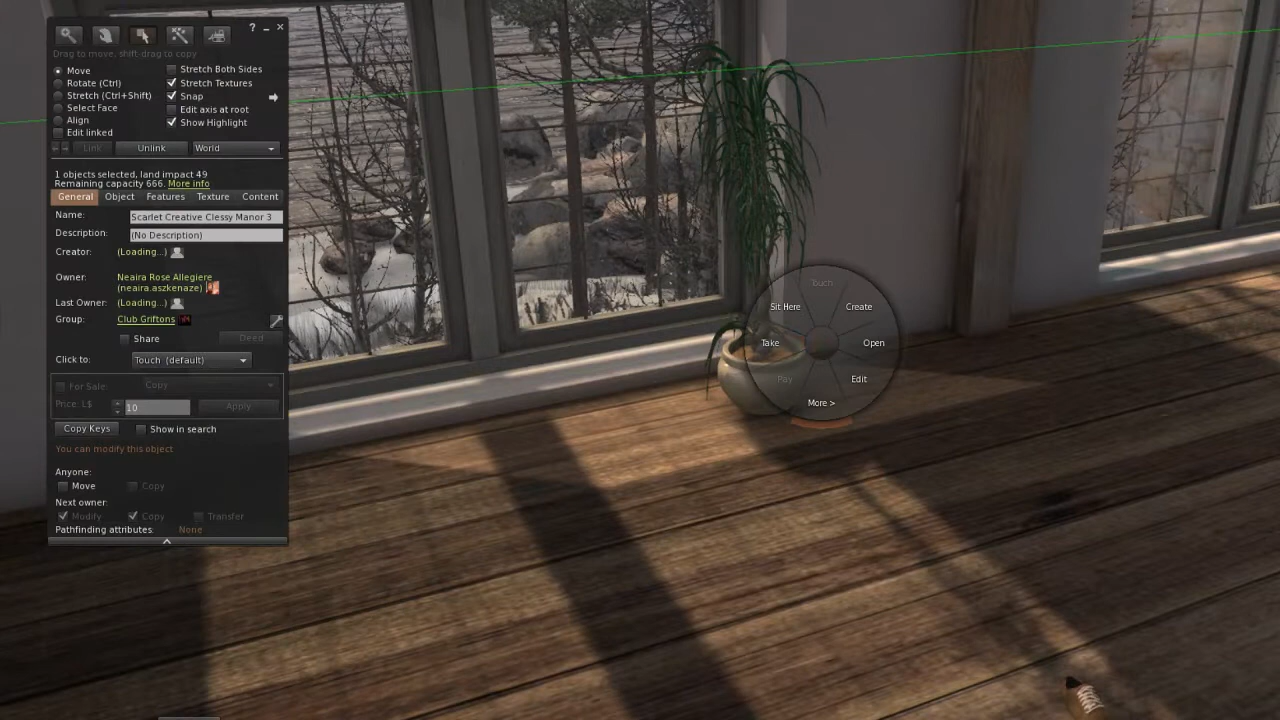 ? _ ×
Drag to move, shift-drag to copy
Move
Rotate (Ctrl)
Stretch (Ctrl+Shift)
Select Face
Align
Edit linked
Stretch Both Sides
Stretch Textures
Snap
Edit axis at root
Show Highlight
Link
Unlink
World
1 objects selected, land impact 49
Remaining capacity 666. More info
General Object Features Texture Content
Name: Scarlet Creative Clessy Manor 3
Description: (No Description)
Creator: (Loading...)
Owner: Neaira Rose Allegiere
(neaira.aszkenaze)
Last Owner: (Loading...)
Group: Club Griftons
Share
Deed
Click to: Touch (default)
For Sale: Copy
Price: L$ 10 Apply
Copy Keys Show in search
You can modify this object
Anyone:
Move Copy
Next owner:
Modify Copy Transfer
Pathfinding attributes: None
Touch
Sit Here
Create
Take
Open
Pay
Edit
More >